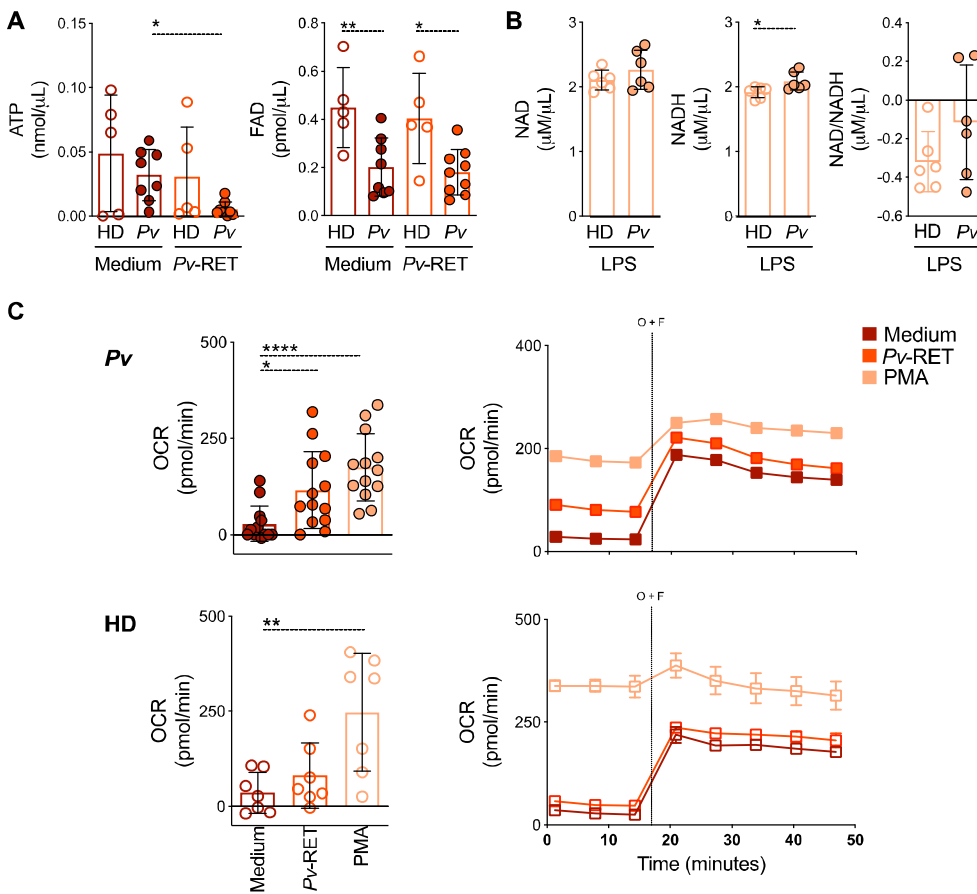 A
B
ATP
(nmol/μL)
0.15
0.10
0.05
0.00
*
HD Pv HD Pv
Medium Pv-RET
FAD
(pmol/μL)
0.8
0.6
0.4
0.2
0.0
** *
HD Pv HD Pv
Medium Pv-RET
NAD
(μM/μL)
3
2
1
0
HD Pv
LPS
NADH
(μM/μL)
3
2
1
0
*
HD Pv
LPS
NAD/NADH
(μM/μL)
0.4
0.2
0.0
-0.2
-0.4
-0.6
HD Pv
LPS
C
Pv
OCR
(pmol/min)
500
250
0
****
*
OCR
(pmol/min)
400
200
0
O + F
Medium
Pv-RET
PMA
HD
OCR
(pmol/min)
500
250
0
**
Medium
Pv-RET
PMA
OCR
(pmol/min)
500
250
0
O + F
0 10 20 30 40 50
Time (minutes)